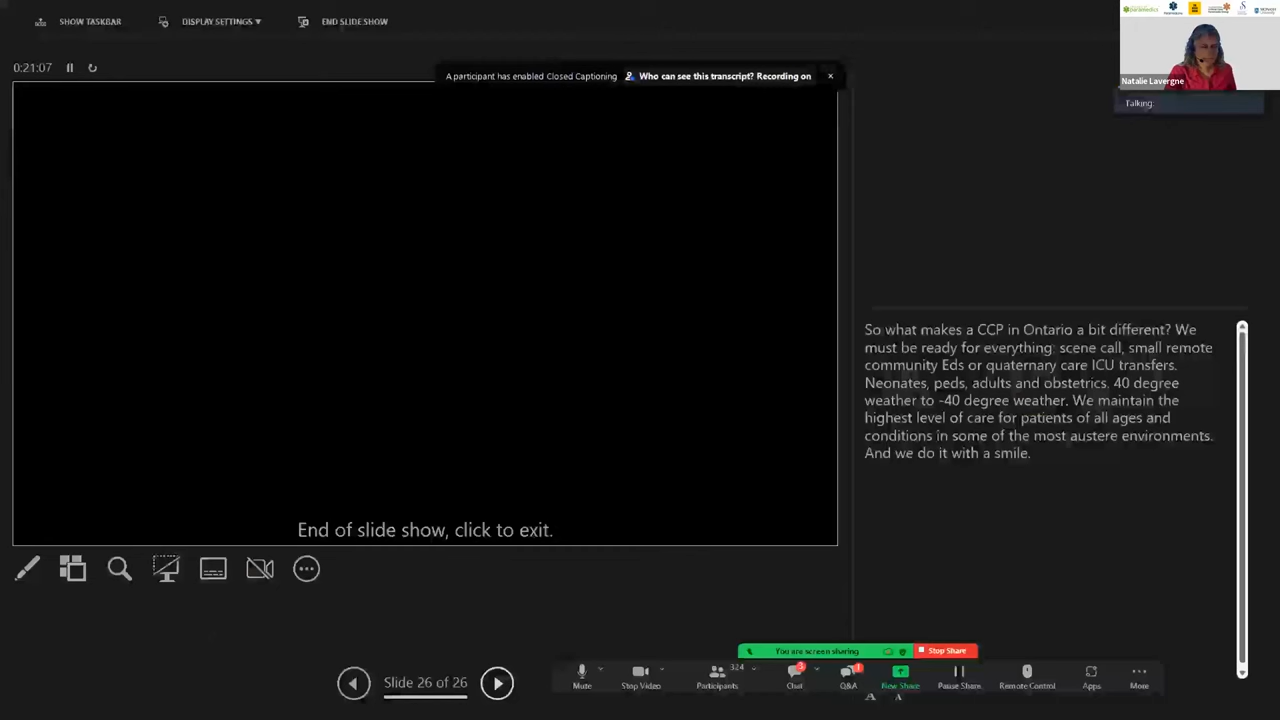 SHOW TASKBAR
DISPLAY SETTINGS ▼
END SLIDE SHOW
paramedics
Natalie Lavergne
Talking:
0:21:07
A participant has enabled Closed Captioning
Who can see this transcript? Recording on
So what makes a CCP in Ontario a bit different? We
must be ready for everything: scene call, small remote
community Eds or quaternary care ICU transfers.
Neonates, peds, adults and obstetrics. 40 degree
weather to -40 degree weather. We maintain the
highest level of care for patients of all ages and
conditions in some of the most austere environments.
And we do it with a smile.
End of slide show, click to exit.
You are screen sharing
Stop Share
Slide 26 of 26
Mute
Stop Video
324
Participants
3
Chat
1
Q&A
New Share
Pause Share
Remote Control
Apps
More
A A